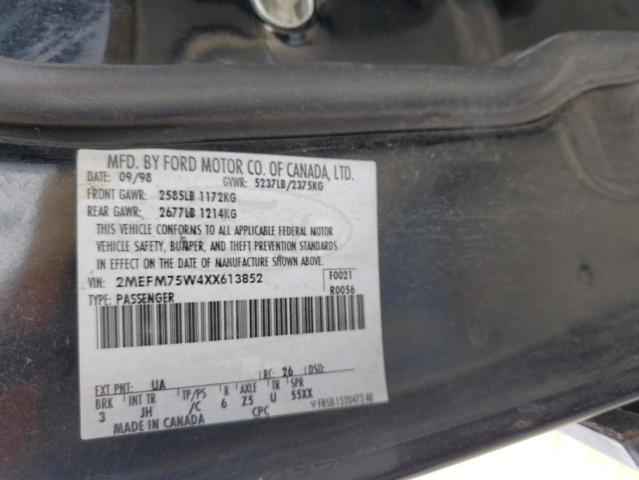 MFD. BY FORD MOTOR CO. OF CANADA, LTD.
DATE: 09/98 GVWR: 5237LB/2375KG
FRONT GAWR: 2585LB 1172KG
REAR GAWR: 2677LB 1214KG
THIS VEHICLE CONFORMS TO ALL APPLICABLE FEDERAL MOTOR
VEHICLE SAFETY, BUMPER, AND THEFT PREVENTION STANDARDS
IN EFFECT ON THE DATE OF MANUFACTURE SHOWN ABOVE.
VIN: 2MEFM75W4XX613852 F0021
TYPE: PASSENGER R0056
EXT PNT: UA RC: 26 DSO:
BRK INT TR TP/PS R AXLE TR SPR
3 JH /C 6 Z5 U 55XX
MADE IN CANADA CPC